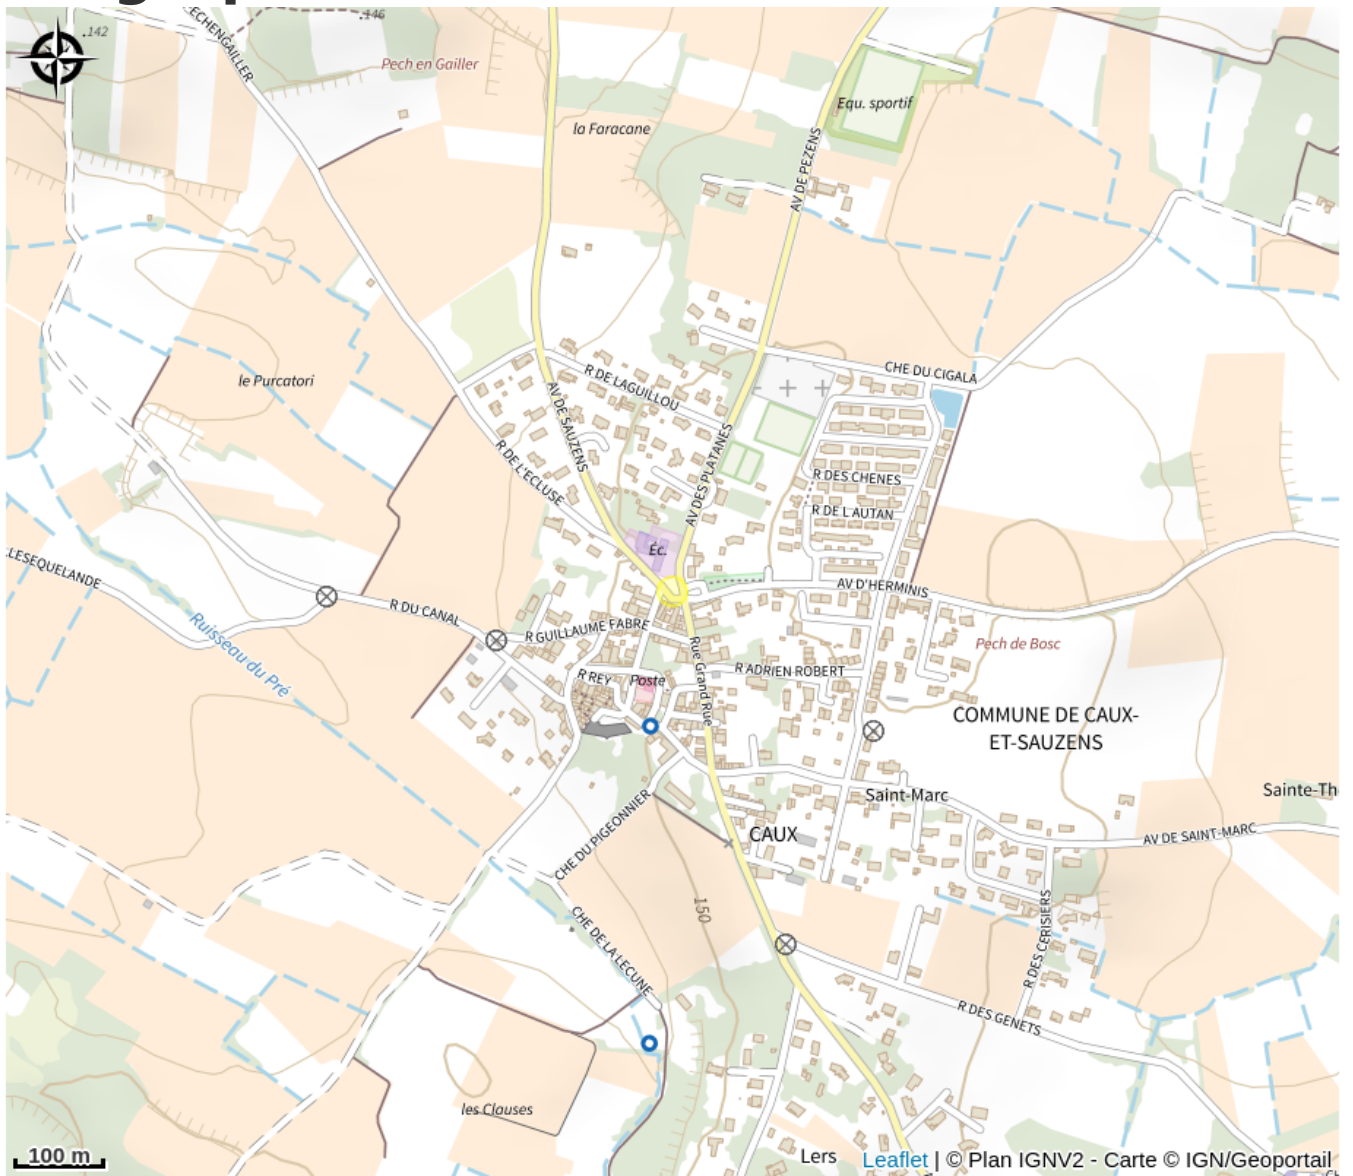 142
146
ECHENGAILLER
Pech en Gailler
Equ. sportif
la Faracane
AV DE PEZENS
le Purcatori
R DE LAGUILLOU
CHE DU CIGALA
AV DE SAUZENS
AV DES PLATANES
R DE L'ECLUSE
R DES CHENES
R DE L AUTAN
Éc.
LESEQUELANDE
AV D'HERMINIS
R DU CANAL
R GUILLAUME FABRE
Ruisseau du Pré
Pech de Bosc
R REY
Poste
Rue Grand Rue
R ADRIEN ROBERT
COMMUNE DE CAUX-
ET-SAUZENS
Saint-Marc
Sainte-Th
CHE DU PIGEONNIER
CAUX
AV DE SAINT-MARC
150
CHE DE LA LECUNE
R DES CERISIERS
R DES GENETS
les Clauses
100 m
Lers
Leaflet | © Plan IGNV2 - Carte © IGN/Geoportail